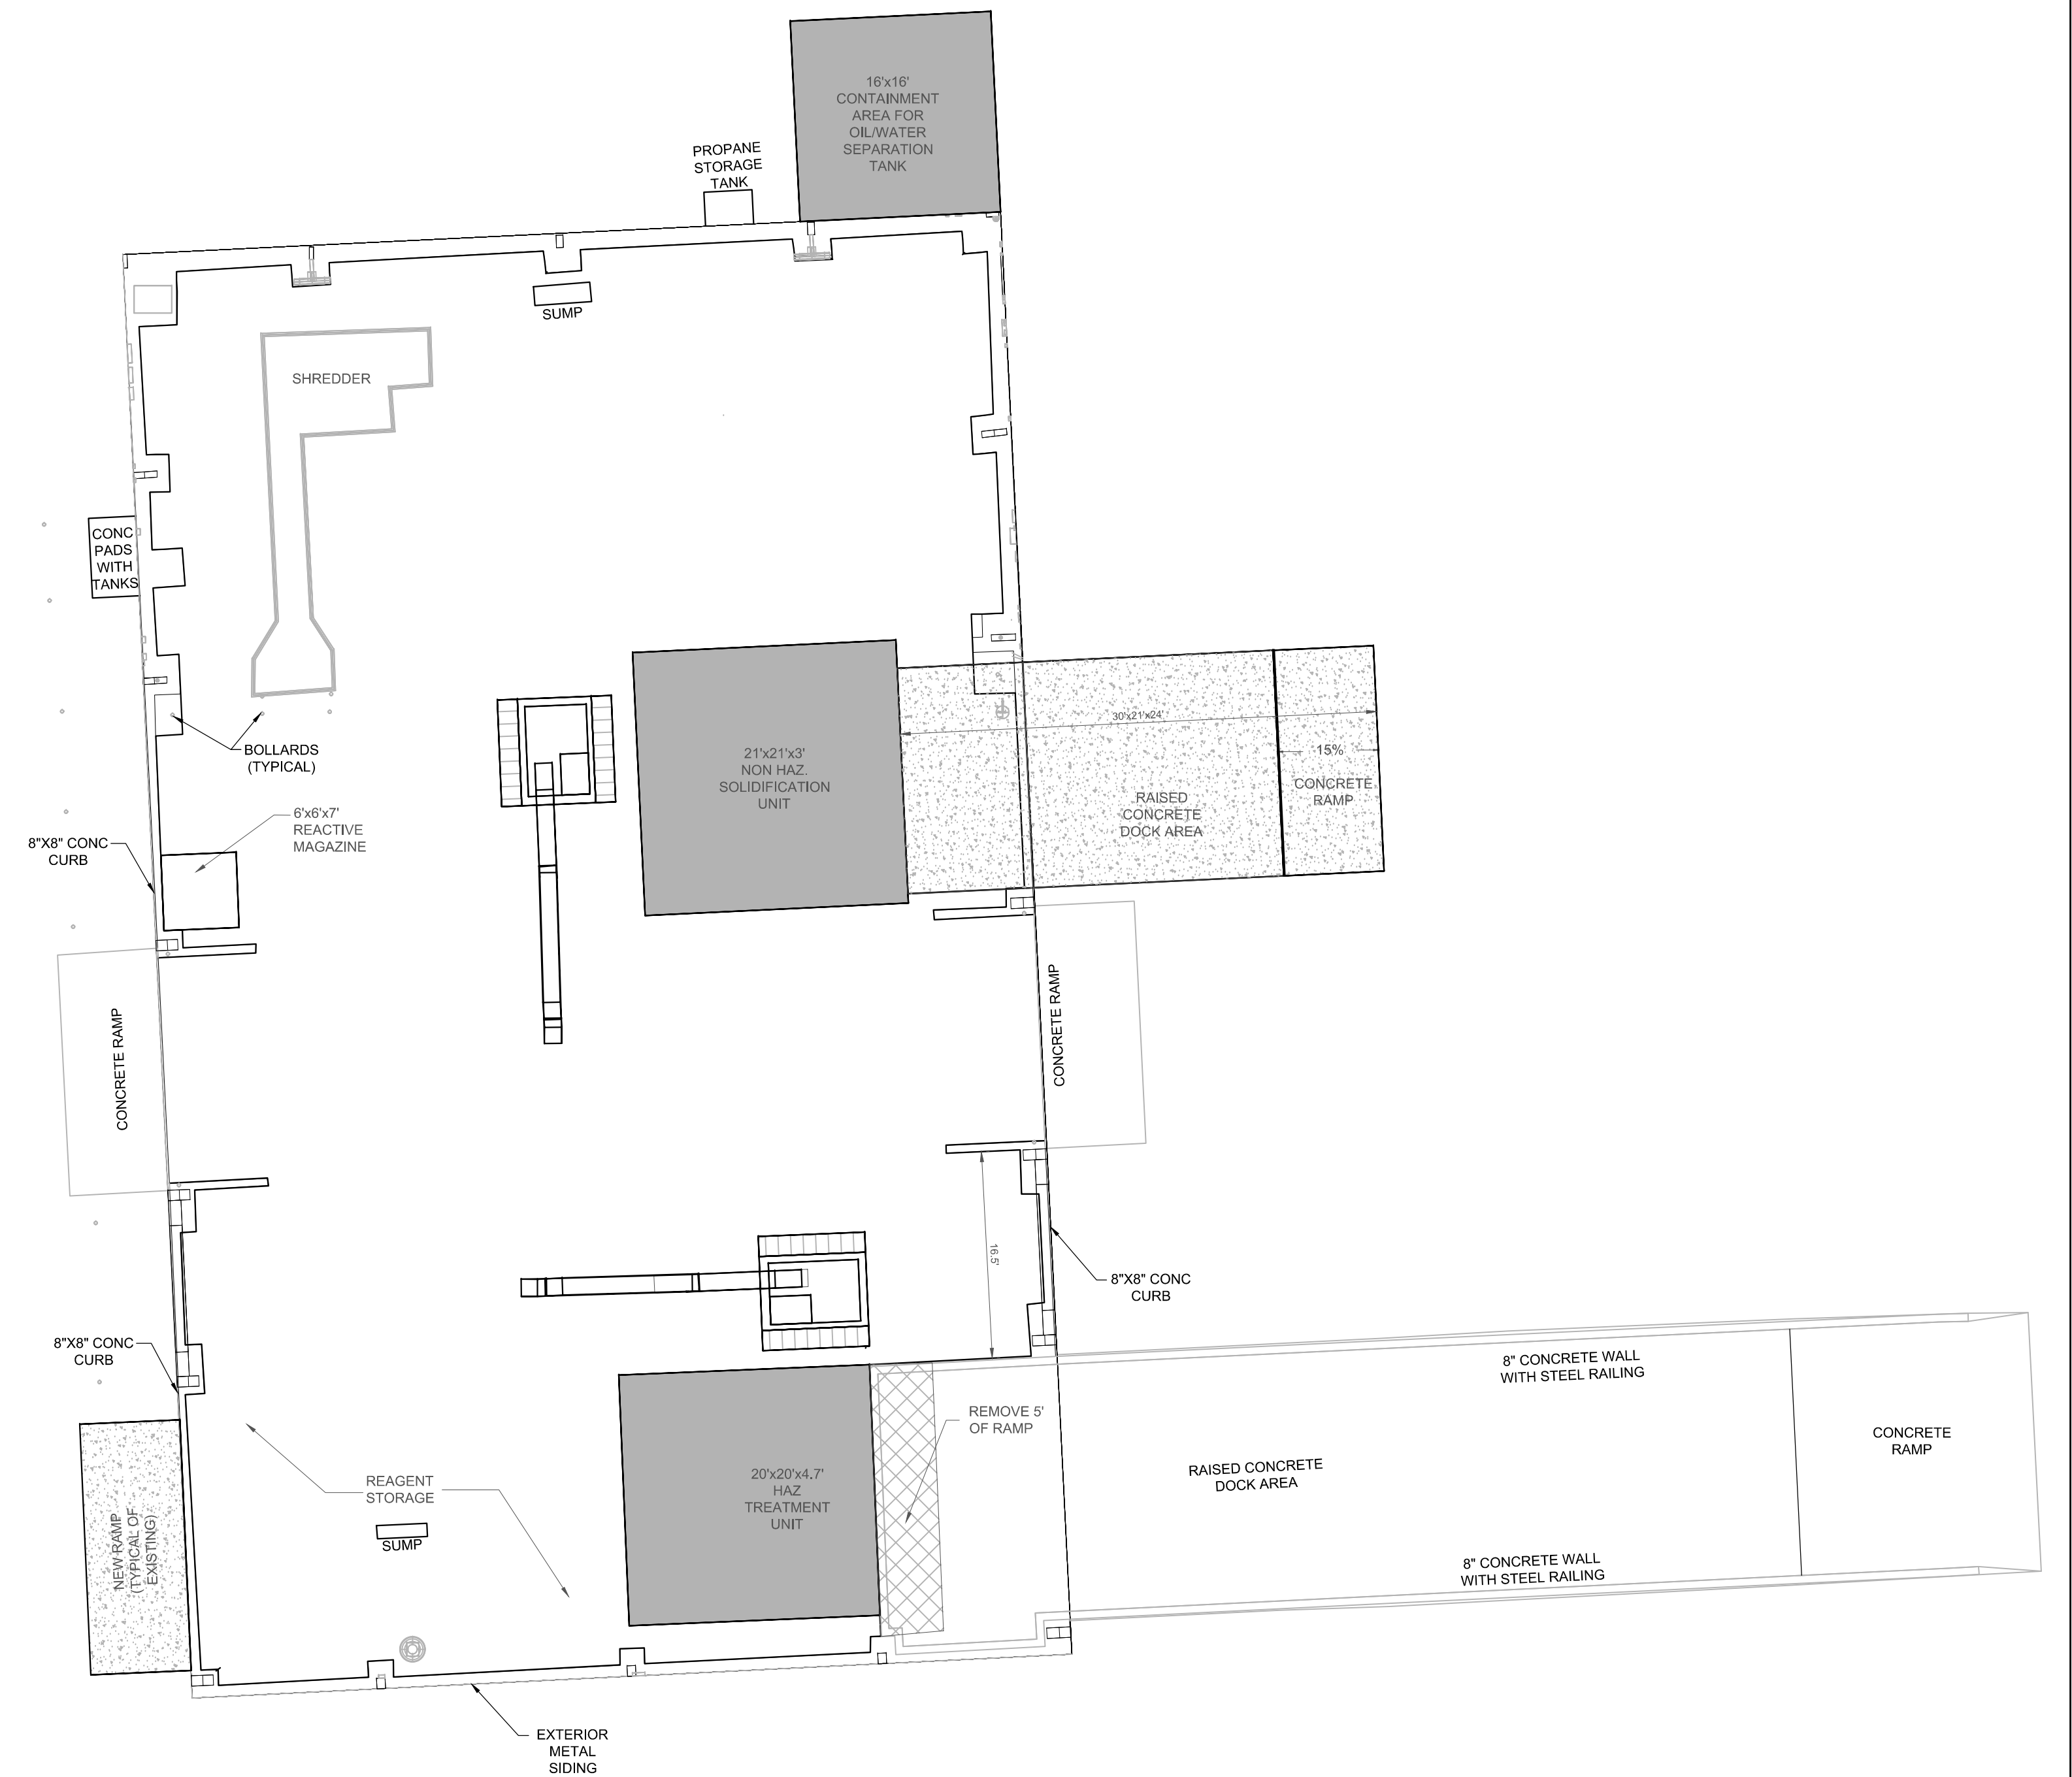 16'x16'
CONTAINMENT
AREA FOR
OIL/WATER
SEPARATION
TANK
PROPANE
STORAGE
TANK
SUMP
SHREDDER
CONC
PADS
WITH
TANKS
BOLLARDS
(TYPICAL)
21'x21'x3'
NON HAZ.
SOLIDIFICATION
UNIT
30'x21'x24'
15%
CONCRETE
RAMP
RAISED
CONCRETE
DOCK AREA
6'x6'x7'
REACTIVE
MAGAZINE
8"X8" CONC
CURB
CONCRETE RAMP
CONCRETE RAMP
16.5'
8"X8" CONC
CURB
8"X8" CONC
CURB
8" CONCRETE WALL
WITH STEEL RAILING
REMOVE 5'
OF RAMP
CONCRETE
RAMP
RAISED CONCRETE
DOCK AREA
REAGENT
STORAGE
20'x20'x4.7'
HAZ
TREATMENT
UNIT
SUMP
NEW RAMP
(TYPICAL OF
EXISTING)
8" CONCRETE WALL
WITH STEEL RAILING
EXTERIOR
METAL
SIDING